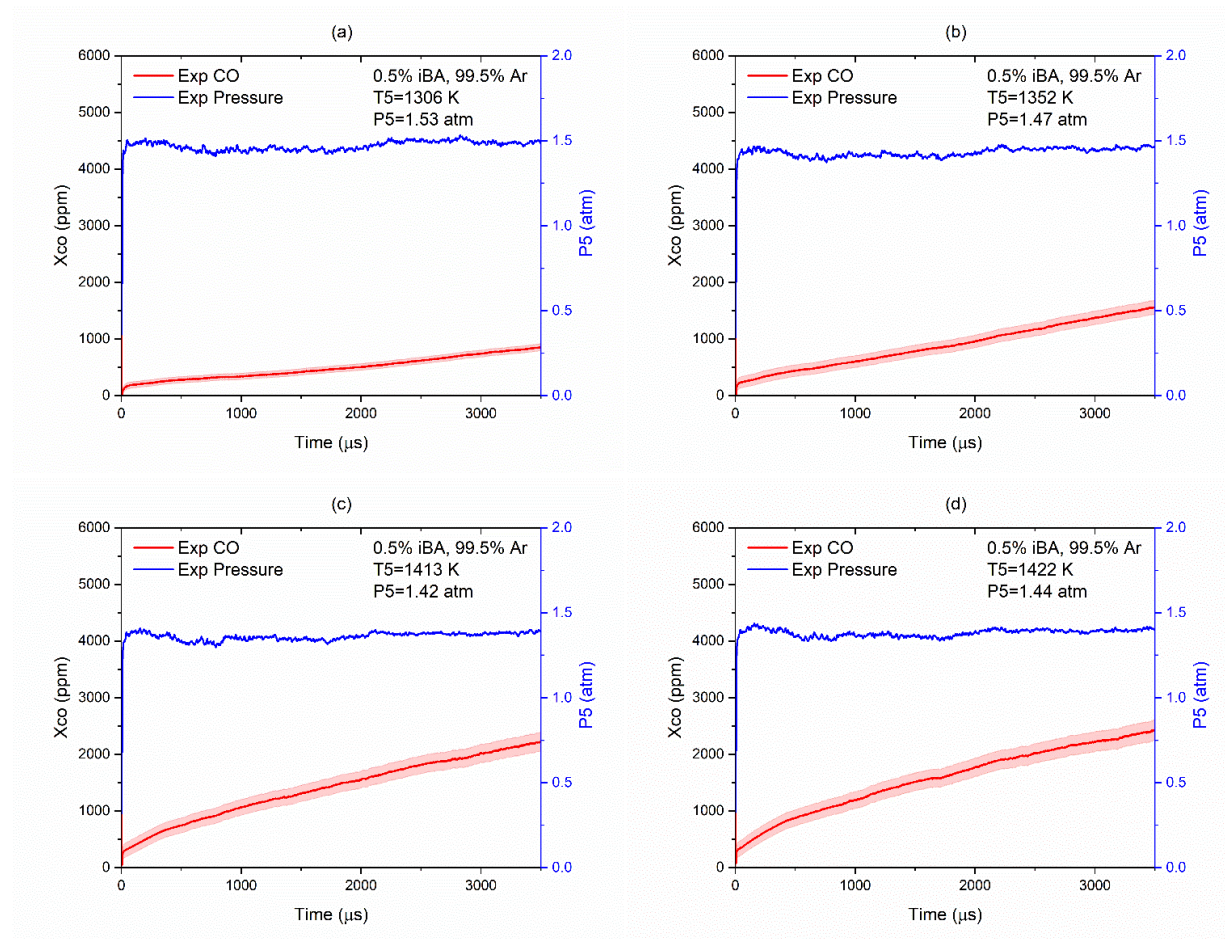 (a)
6000
5000
4000
3000
2000
1000
0
Xco (ppm)
Exp CO
Exp Pressure
0.5% iBA, 99.5% Ar
T5=1306 K
P5=1.53 atm
2.0
1.5
1.0
0.5
0.0
P5 (atm)
0
1000
2000
3000
Time (μs)
(b)
6000
5000
4000
3000
2000
1000
0
Xco (ppm)
Exp CO
Exp Pressure
0.5% iBA, 99.5% Ar
T5=1352 K
P5=1.47 atm
2.0
1.5
1.0
0.5
0.0
P5 (atm)
0
1000
2000
3000
Time (μs)
(c)
6000
5000
4000
3000
2000
1000
0
Xco (ppm)
Exp CO
Exp Pressure
0.5% iBA, 99.5% Ar
T5=1413 K
P5=1.42 atm
2.0
1.5
1.0
0.5
0.0
P5 (atm)
0
1000
2000
3000
Time (μs)
(d)
6000
5000
4000
3000
2000
1000
0
Xco (ppm)
Exp CO
Exp Pressure
0.5% iBA, 99.5% Ar
T5=1422 K
P5=1.44 atm
2.0
1.5
1.0
0.5
0.0
P5 (atm)
0
1000
2000
3000
Time (μs)